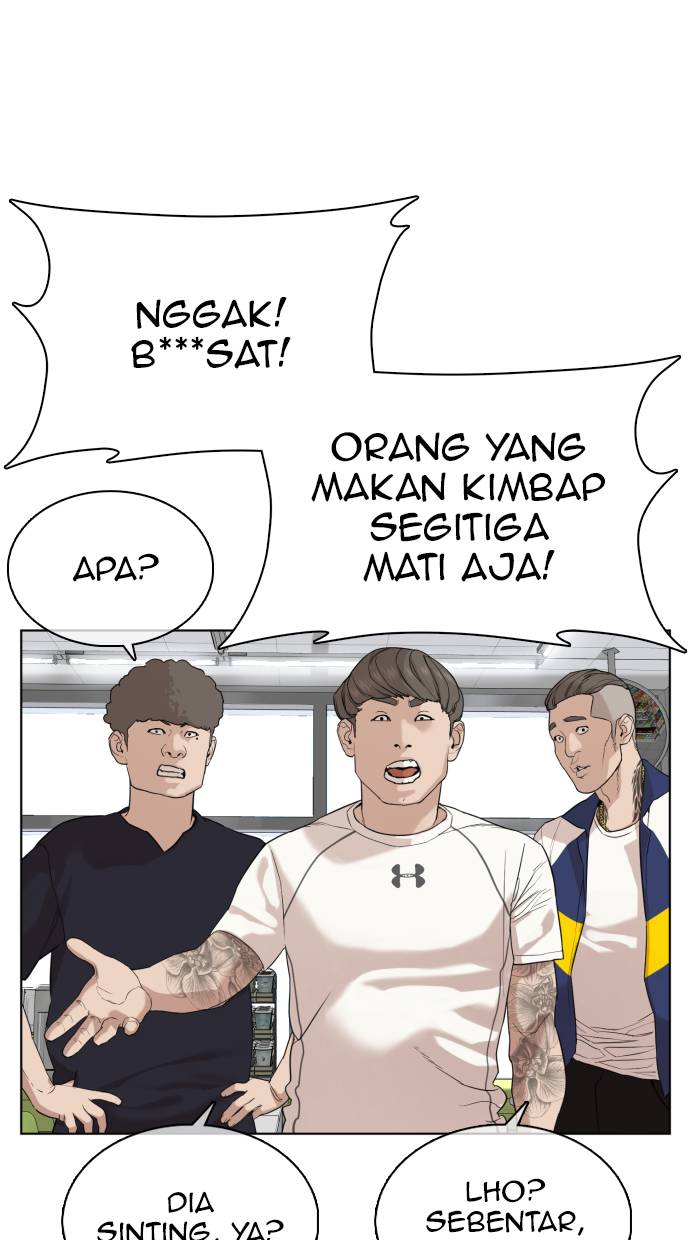 NGGAK!
B***SAT!
ORANG YANG
MAKAN KIMBAP
SEGITIGA
MATI AJA!
APA?
DIA
SINTING, YA?
LHO?
SEBENTAR,